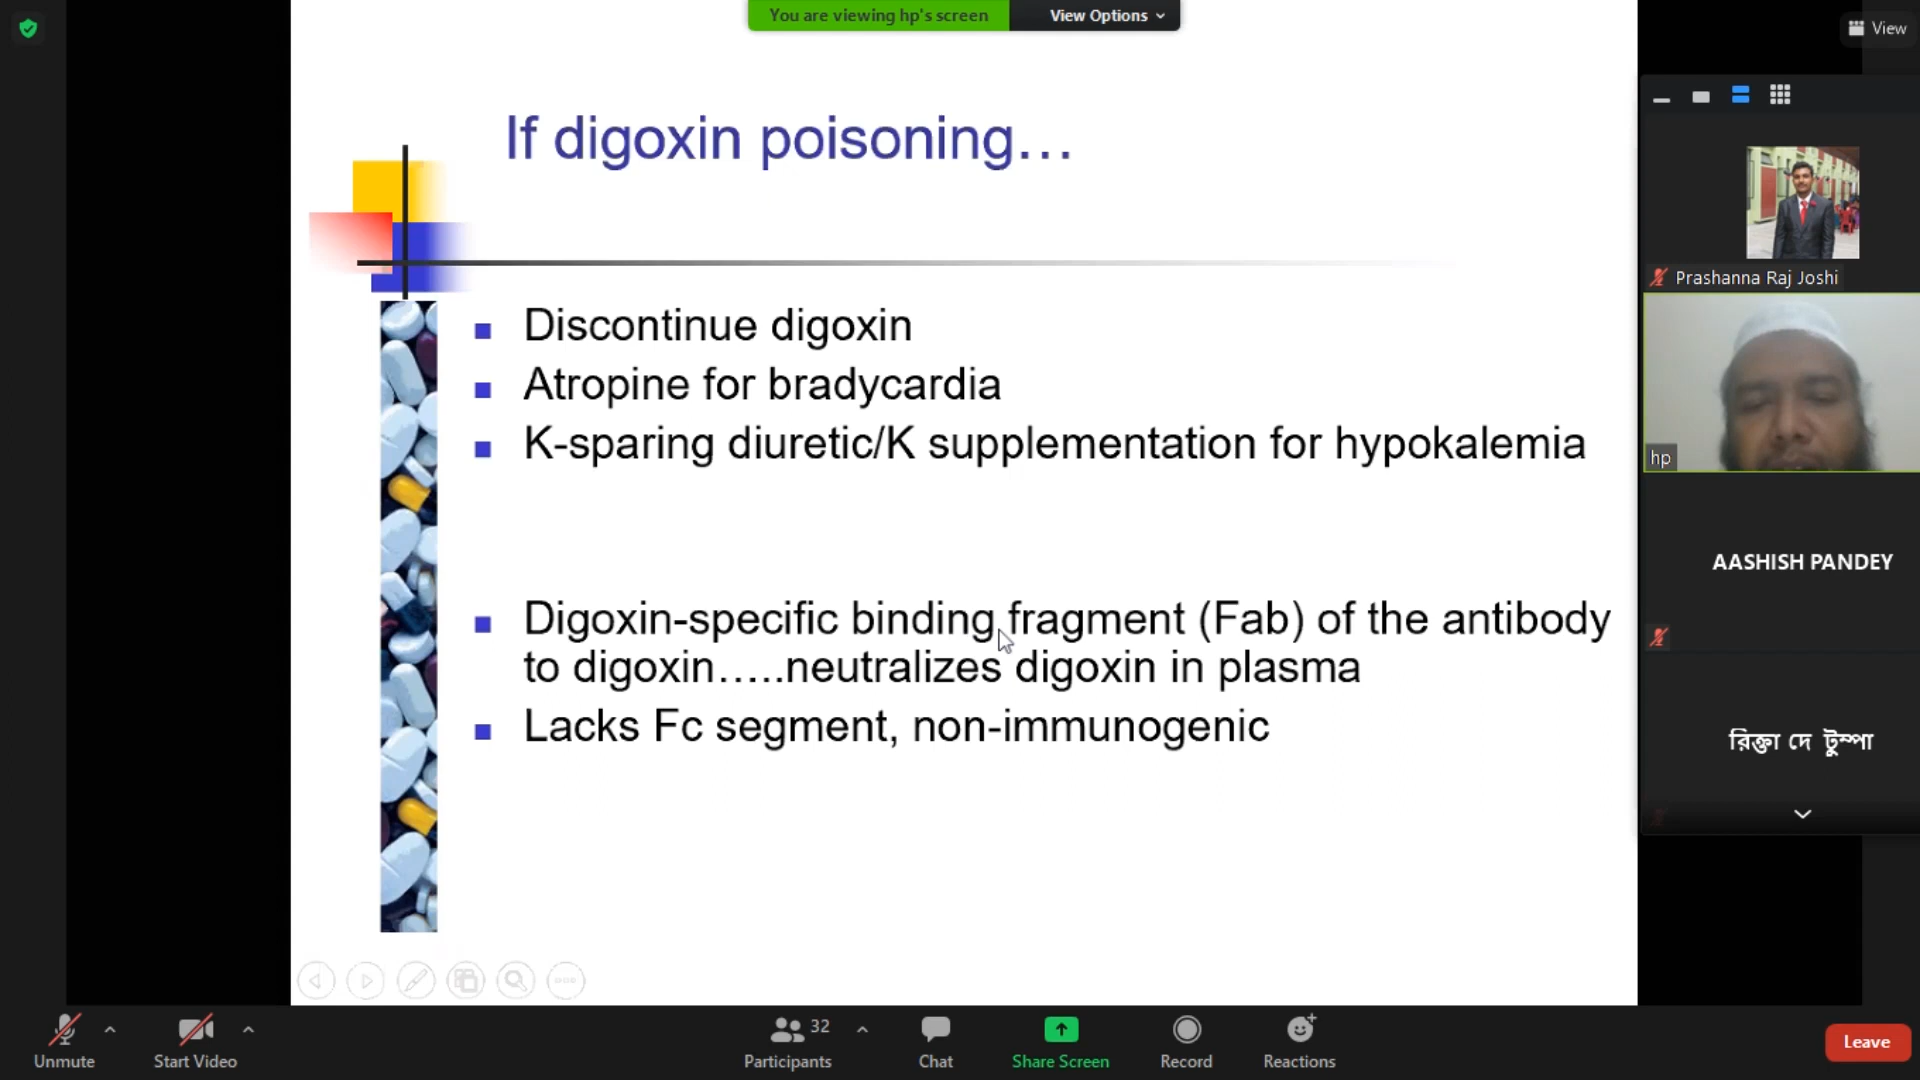 You are viewing hp's screen
View Options
View
If digoxin poisoning…
Discontinue digoxin
Atropine for bradycardia
K-sparing diuretic/K supplementation for hypokalemia
Digoxin-specific binding fragment (Fab) of the antibody
to digoxin…..neutralizes digoxin in plasma
Lacks Fc segment, non-immunogenic
Prashanna Raj Joshi
hp
AASHISH PANDEY
রিক্তা দে টুম্পা
Unmute
Start Video
32
Participants
Chat
Share Screen
Record
Reactions
Leave